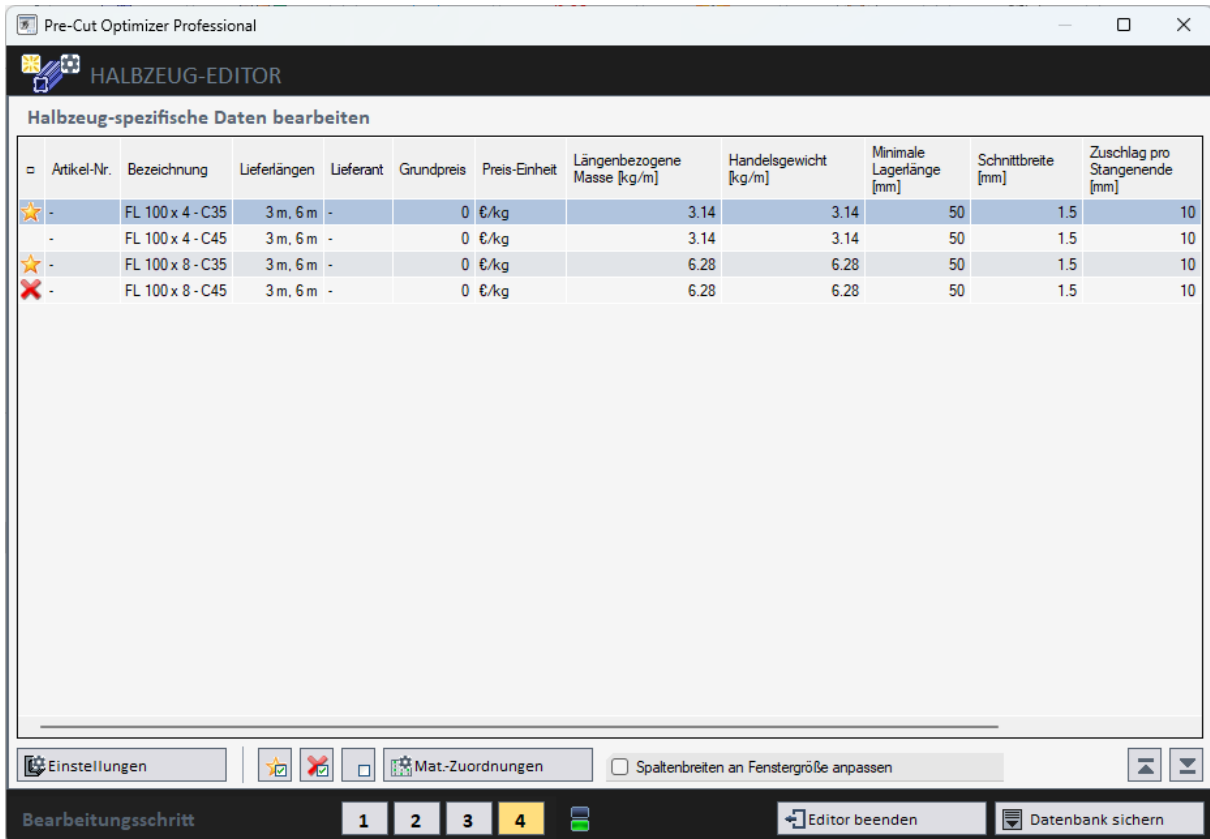 Pre-Cut Optimizer Professional
HALBZEUG-EDITOR
Halbzeug-spezifische Daten bearbeiten
Artikel-Nr. Bezeichnung Lieferlängen Lieferant Grundpreis Preis-Einheit Längenbezogene Masse [kg/m] Handelsgewicht [kg/m] Minimale Lagerlänge [mm] Schnittbreite [mm] Zuschlag pro Stangenende [mm]
- FL 100 x 4 - C35 3 m, 6 m - 0 €/kg 3.14 3.14 50 1.5 10
- FL 100 x 4 - C45 3 m, 6 m - 0 €/kg 3.14 3.14 50 1.5 10
- FL 100 x 8 - C35 3 m, 6 m - 0 €/kg 6.28 6.28 50 1.5 10
- FL 100 x 8 - C45 3 m, 6 m - 0 €/kg 6.28 6.28 50 1.5 10
Einstellungen Mat.-Zuordnungen Spaltenbreiten an Fenstergröße anpassen
Bearbeitungsschritt 1 2 3 4 Editor beenden Datenbank sichern